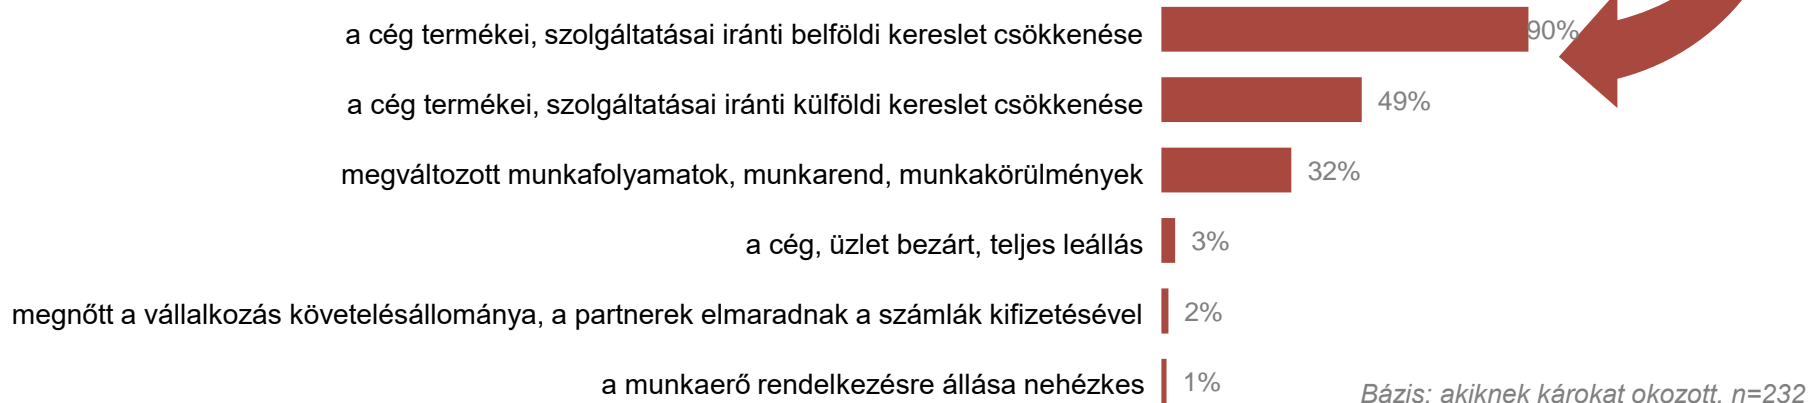 a cég termékei, szolgáltatásai iránti belföldi kereslet csökkenése 90%
a cég termékei, szolgáltatásai iránti külföldi kereslet csökkenése 49%
megváltozott munkafolyamatok, munkarend, munkakörülmények 32%
a cég, üzlet bezárt, teljes leállás 3%
megnőtt a vállalkozás követelésállománya, a partnerek elmaradnak a számlák kifizetésével 2%
a munkaerő rendelkezésre állása nehézkes 1%
Bázis: akiknek károkat okozott, n=232